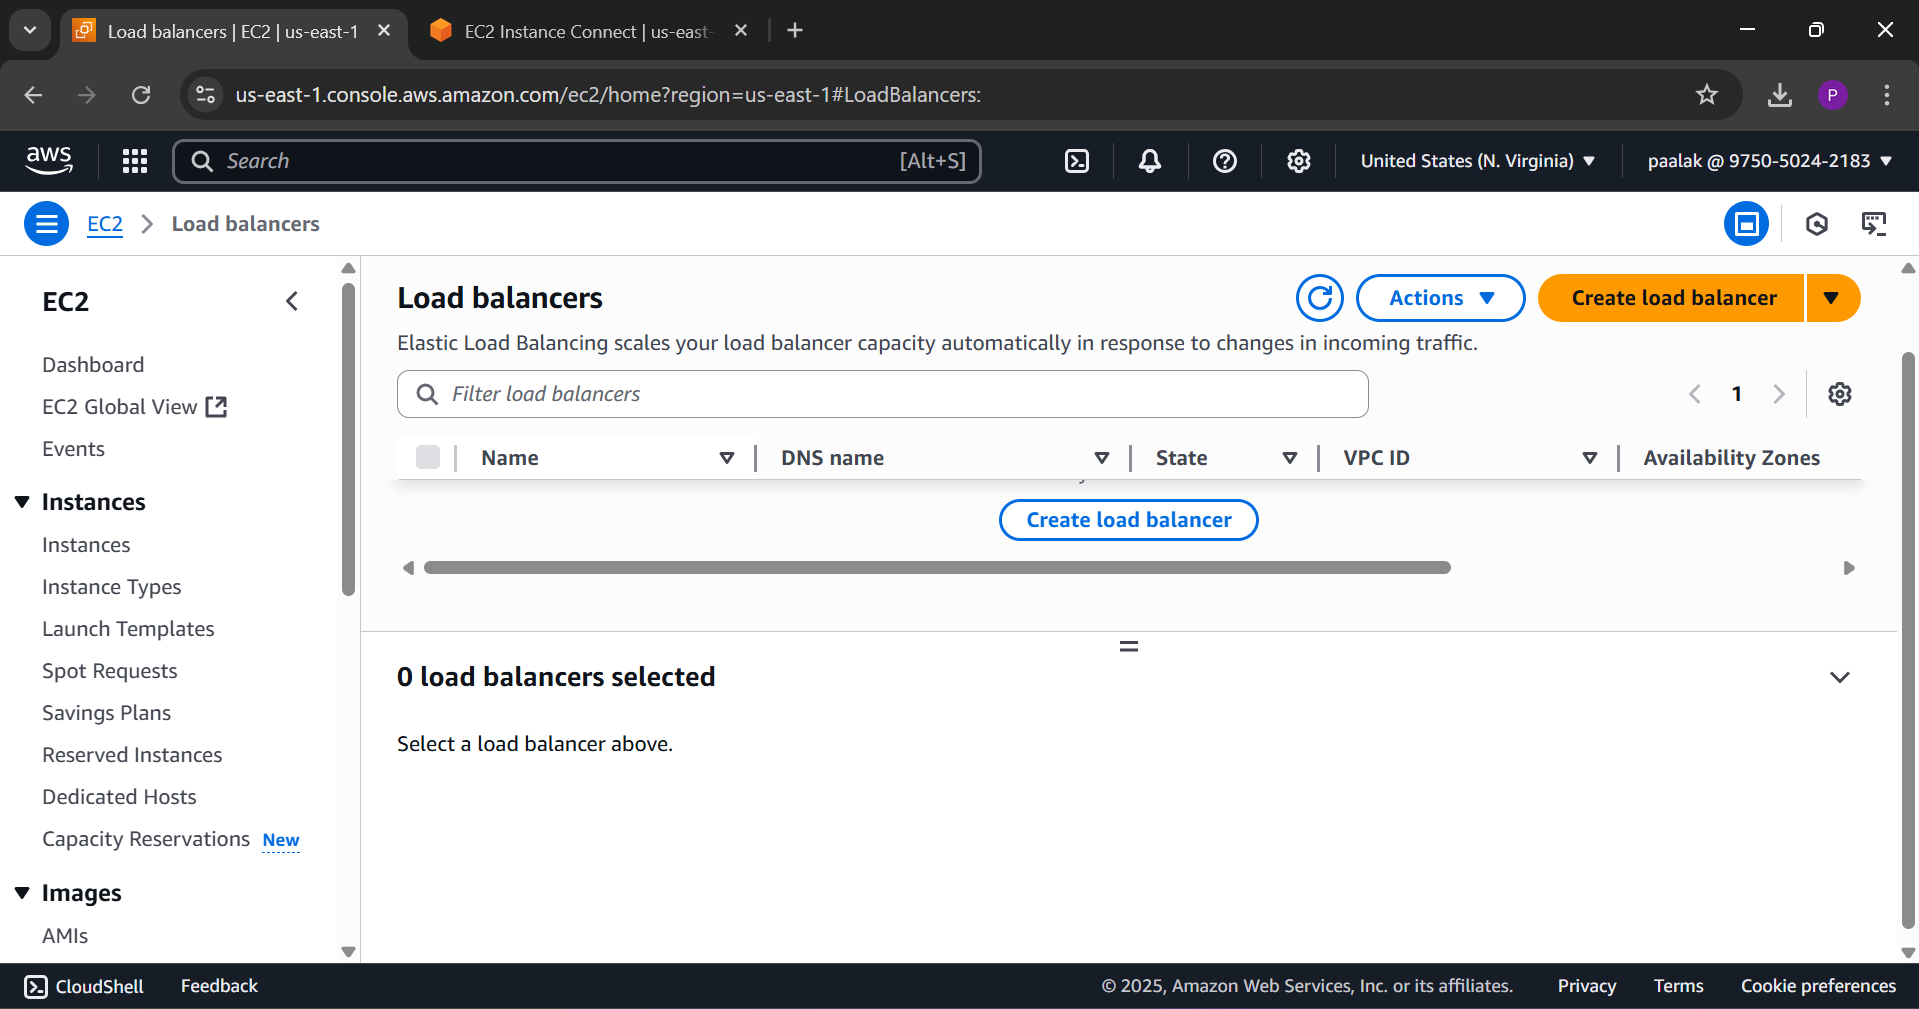 Load balancers | EC2 | us-east-1
EC2 Instance Connect | us-east-
us-east-1.console.aws.amazon.com/ec2/home?region=us-east-1#LoadBalancers:
P
aws
Search
[Alt+S]
United States (N. Virginia)
paalak @ 9750-5024-2183
EC2
Load balancers
EC2
Dashboard
EC2 Global View
Events
Instances
Instances
Instance Types
Launch Templates
Spot Requests
Savings Plans
Reserved Instances
Dedicated Hosts
Capacity Reservations New
Images
AMIs
Load balancers
Actions
Create load balancer
Elastic Load Balancing scales your load balancer capacity automatically in response to changes in incoming traffic.
Filter load balancers
1
Name
DNS name
State
VPC ID
Availability Zones
Create load balancer
0 load balancers selected
Select a load balancer above.
CloudShell
Feedback
© 2025, Amazon Web Services, Inc. or its affiliates.
Privacy
Terms
Cookie preferences